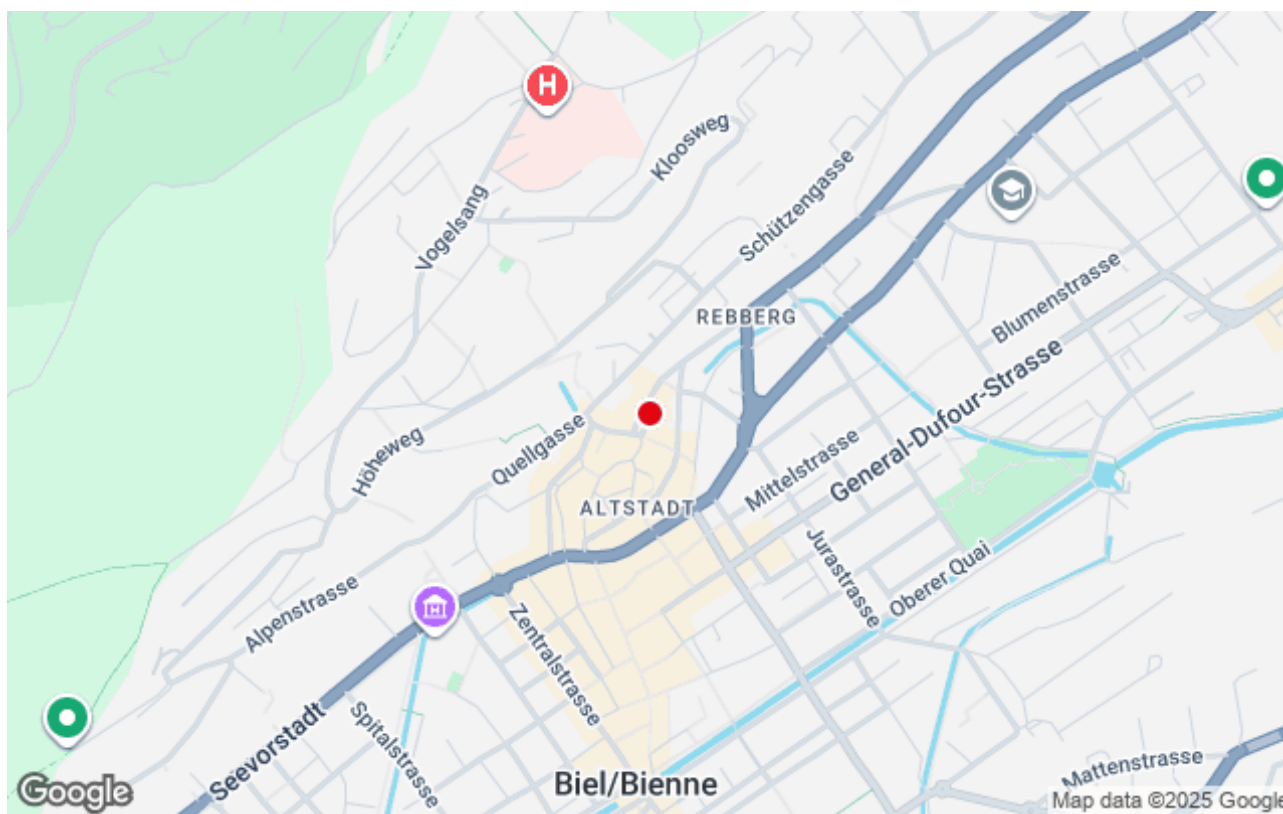 H
Kloosweg
Vogelsang
Schützengasse
REBBERG
Blumenstrasse
General-Dufour-Strasse
Höheweg
Quellgasse
Mittelstrasse
ALTSTADT
Jurastrasse
Oberer Quai
Alpenstrasse
Zentralstrasse
Seevorstadt
Spitalstrasse
Biel/Bienne
Mattenstrasse
Google
Map data ©2025 Google